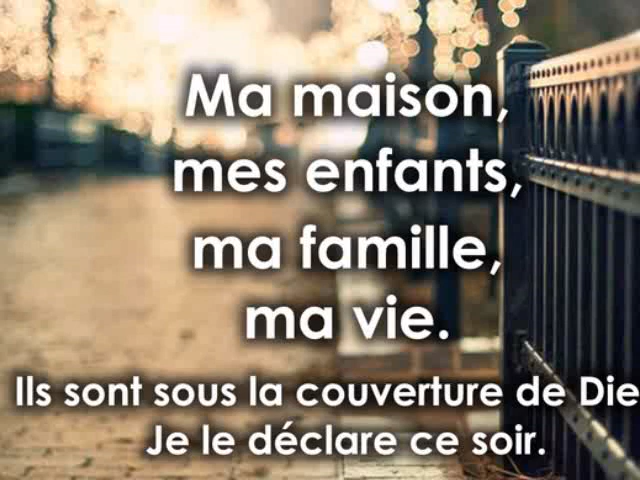 Ma maison,
mes enfants,
ma famille,
ma vie.
Ils sont sous la couverture de Die
Je le déclare ce soir.